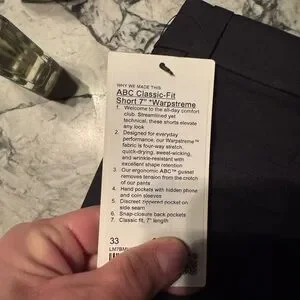 WHY WE MADE THIS
ABC Classic-Fit
Short 7" *Warpstreme
1. Welcome to the all-day comfort
club. Streamlined yet
technical, these shorts elevate
any look
2. Designed for everyday
performance, our Warpstreme™
fabric is four-way stretch,
quick-drying, sweat-wicking,
and wrinkle-resistant with
excellent shape retention
3. Our ergonomic ABC™ gusset
removes tension from the crotch
of our pants
4. Hand pockets with hidden phone
and coin sleeves
5. Discreet zippered pocket on
side seam
6. Snap-closure back pockets
7. Classic fit, 7" length
33